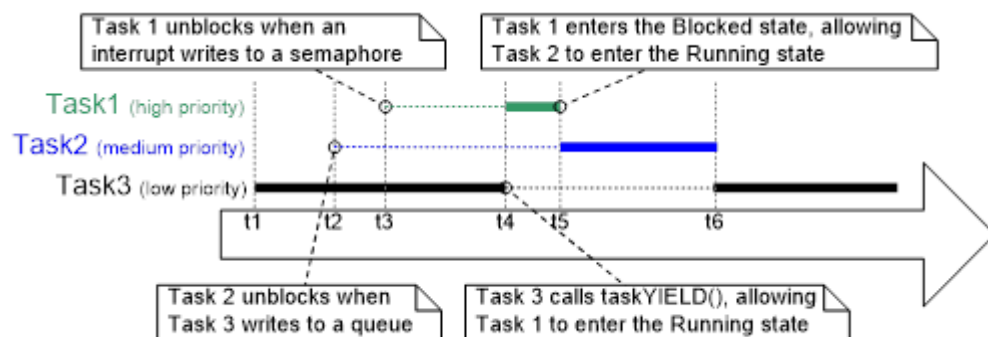 Task 1 unblocks when an
interrupt writes to a semaphore
Task 1 enters the Blocked state, allowing
Task 2 to enter the Running state
Task1 (high priority)
Task2 (medium priority)
Task3 (low priority)
t1 t2 t3 t4 t5 t6
Task 2 unblocks when
Task 3 writes to a queue
Task 3 calls taskYIELD(), allowing
Task 1 to enter the Running state